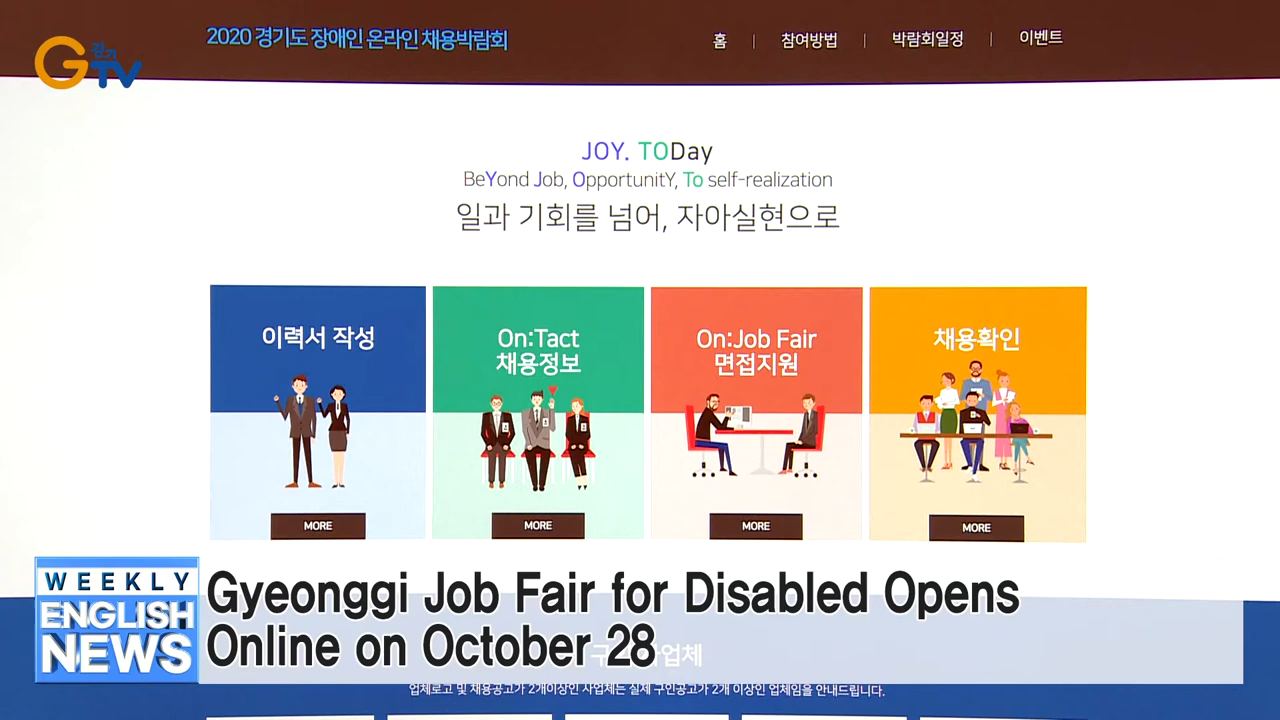 2020 경기도 장애인 온라인 채용박람회
홈 | 참여방법 | 박람회일정 | 이벤트
G 경기 TV
JOY. TODay
BeYond Job, OpportunitY, To self-realization
일과 기회를 넘어, 자아실현으로
이력서 작성
MORE
On:Tact
채용정보
MORE
On:Job Fair
면접지원
MORE
채용확인
MORE
WEEKLY
ENGLISH
NEWS
Gyeonggi Job Fair for Disabled Opens
Online on October 28
업체로고 및 채용공고가 2개이상인 사업체는 실제 구인공고가 2개 이상인 업체임을 안내드립니다.